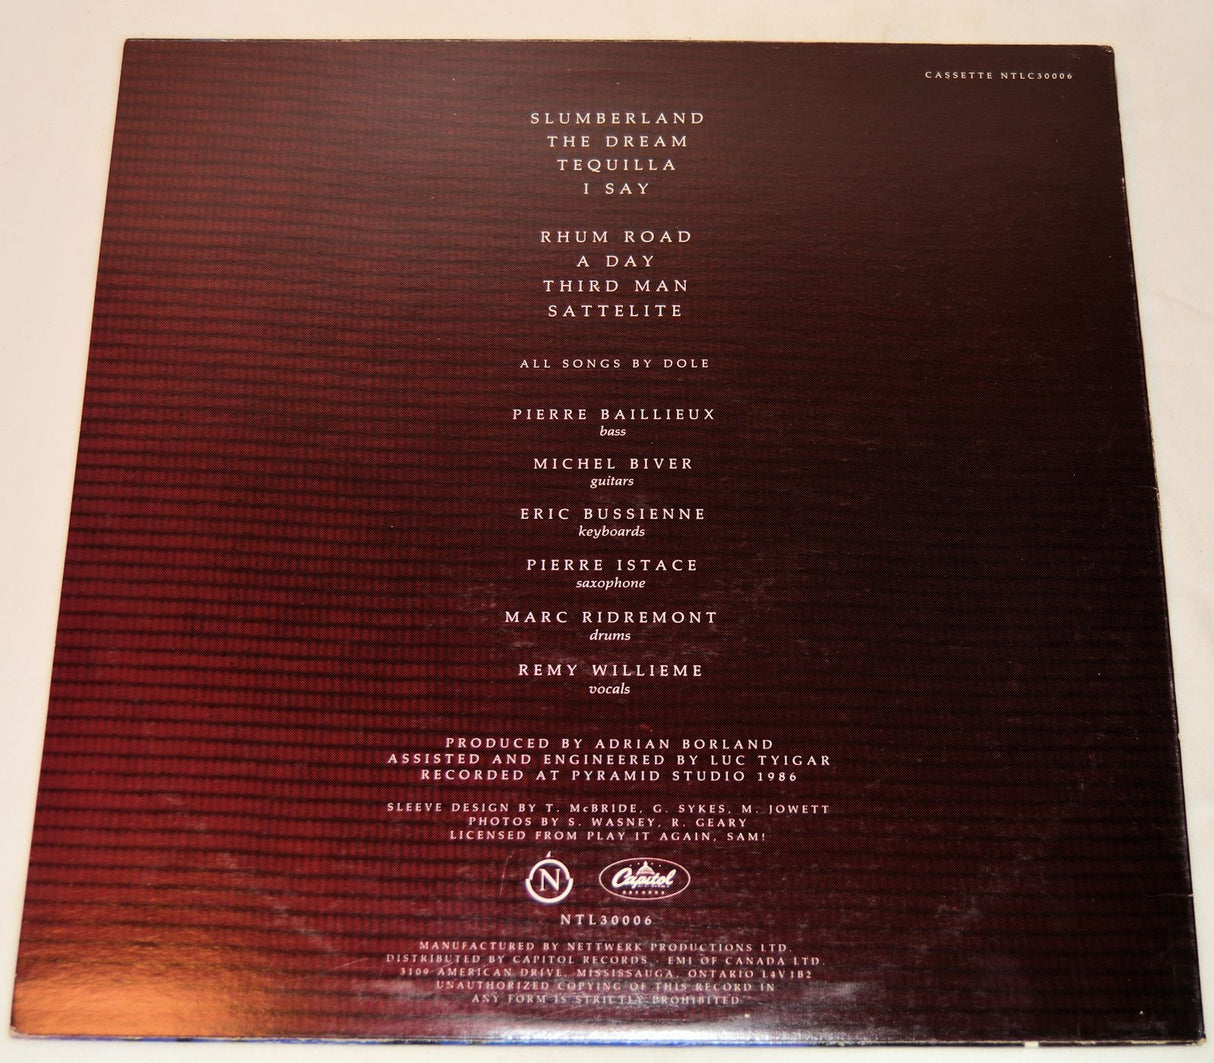 CASSETTE NTLC30006
SLUMBERLAND
THE DREAM
TEQUILLA
I SAY
RHUM ROAD
A DAY
THIRD MAN
SATTELITE
ALL SONGS BY DOLE
PIERRE BAILLIEUX
bass
MICHEL BIVER
guitars
ERIC BUSSIENNE
keyboards
PIERRE ISTACE
saxophone
MARC RIDREMONT
drums
REMY WILLIEME
vocals
PRODUCED BY ADRIAN BORLAND
ASSISTED AND ENGINEERED BY LUC TYIGAR
RECORDED AT PYRAMID STUDIO 1986
SLEEVE DESIGN BY T. McBRIDE, G. SYKES, M. JOWETT
PHOTOS BY S. WASNEY, R. GEARY
LICENSED FROM PLAY IT AGAIN, SAM!
N
Capitol
RECORDS
NTL30006
MANUFACTURED BY NETTWERK PRODUCTIONS LTD.
DISTRIBUTED BY CAPITOL RECORDS - EMI OF CANADA LTD.
3109 AMERICAN DRIVE, MISSISSAUGA, ONTARIO L4V1B2
UNAUTHORIZED COPYING OF THIS RECORD IN
ANY FORM IS STRICTLY PROHIBITED.